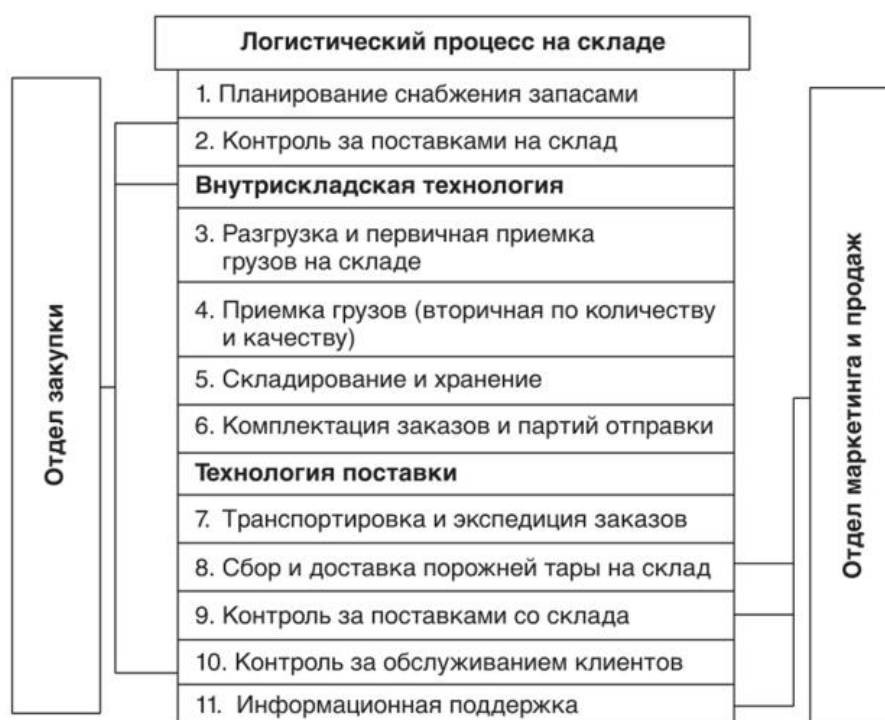 Логистический процесс на складе
Отдел закупки
1. Планирование снабжения запасами
2. Контроль за поставками на склад
Внутрискладская технология
3. Разгрузка и первичная приемка
грузов на складе
4. Приемка грузов (вторичная по количеству
и качеству)
5. Складирование и хранение
6. Комплектация заказов и партий отправки
Технология поставки
7. Транспортировка и экспедиция заказов
8. Сбор и доставка порожней тары на склад
9. Контроль за поставками со склада
10. Контроль за обслуживанием клиентов
11. Информационная поддержка
Отдел маркетинга и продаж